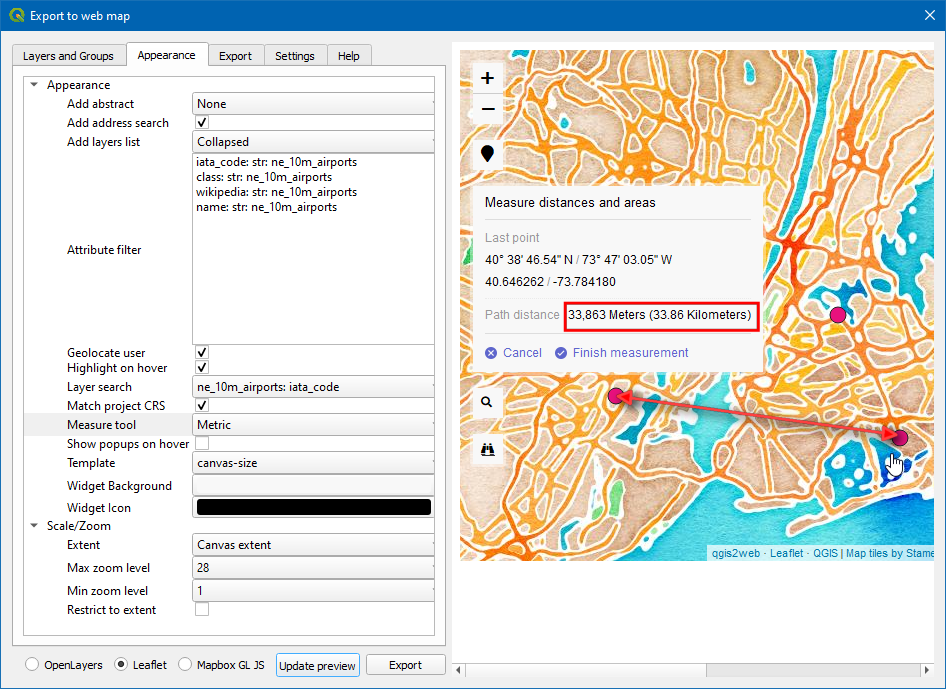 Export to web map
Layers and Groups
Appearance
Export
Settings
Help
Appearance
Add abstract
None
Add address search
Add layers list
Collapsed
Attribute filter
iata_code: str: ne_10m_airports
class: str: ne_10m_airports
wikipedia: str: ne_10m_airports
name: str: ne_10m_airports
Geolocate user
Highlight on hover
Layer search
ne_10m_airports: iata_code
Match project CRS
Measure tool
Metric
Show popups on hover
Template
canvas-size
Widget Background
Widget Icon
Scale/Zoom
Extent
Canvas extent
Max zoom level
28
Min zoom level
1
Restrict to extent
OpenLayers
Leaflet
Mapbox GL JS
Update preview
Export
+
−
Measure distances and areas
Last point
40° 38' 46.54" N / 73° 47' 03.05" W
40.646262 / -73.784180
Path distance 33,863 Meters (33.86 Kilometers)
Cancel
Finish measurement
qgis2web · Leaflet · QGIS | Map tiles by Stame